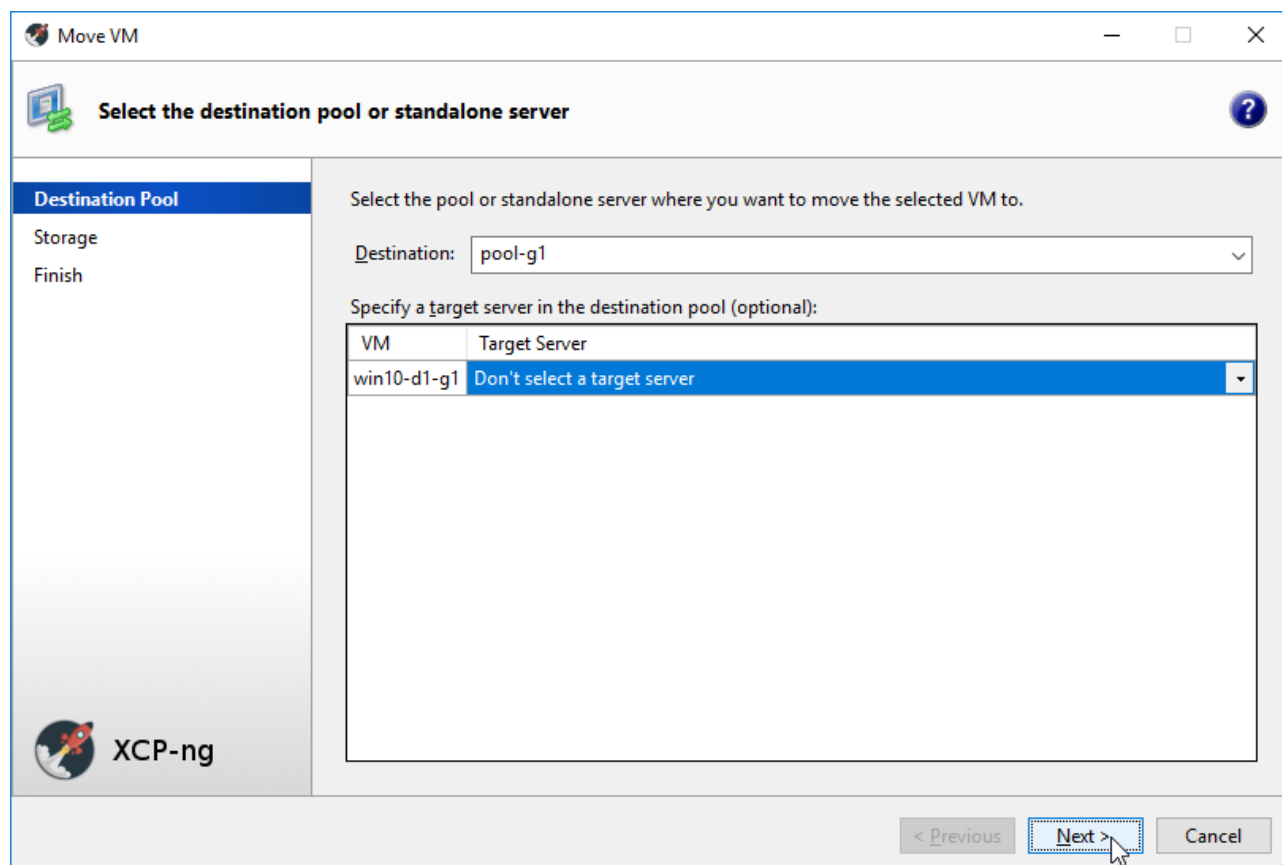 Move VM
Select the destination pool or standalone server
?
Destination Pool
Storage
Finish
Select the pool or standalone server where you want to move the selected VM to.
Destination: pool-g1
Specify a target server in the destination pool (optional):
VM Target Server
win10-d1-g1 Don't select a target server
XCP-ng
< Previous Next > Cancel